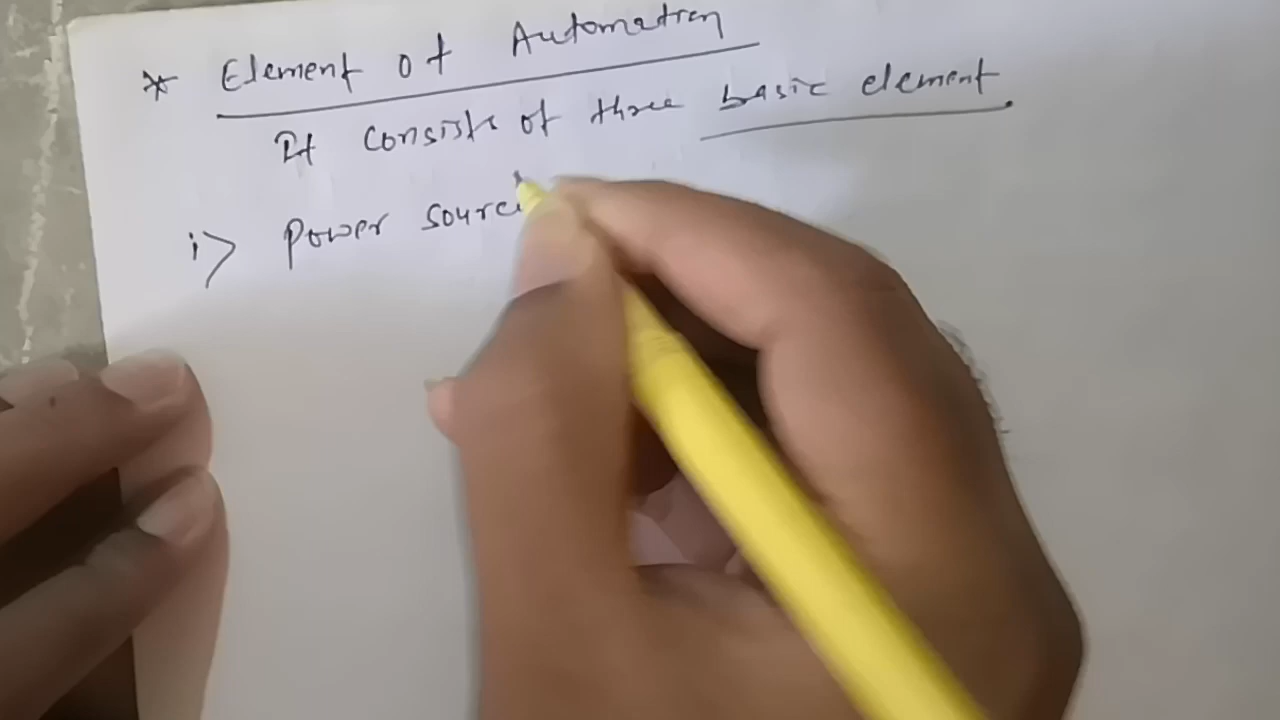 * Element of Automation
It consists of three basic element
i) Power source